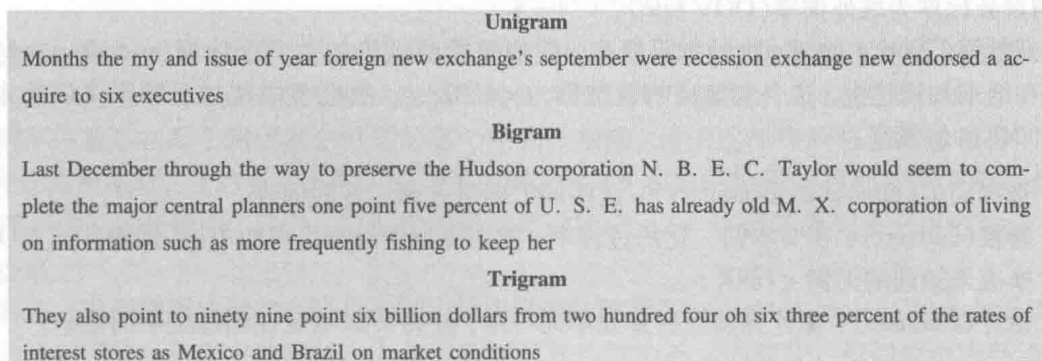 Unigram
Months the my and issue of year foreign new exchange's september were recession exchange new endorsed a ac-
quire to six executives
Bigram
Last December through the way to preserve the Hudson corporation N. B. E. C. Taylor would seem to com-
plete the major central planners one point five percent of U. S. E. has already old M. X. corporation of living
on information such as more frequently fishing to keep her
Trigram
They also point to ninety nine point six billion dollars from two hundred four oh six three percent of the rates of
interest stores as Mexico and Brazil on market conditions